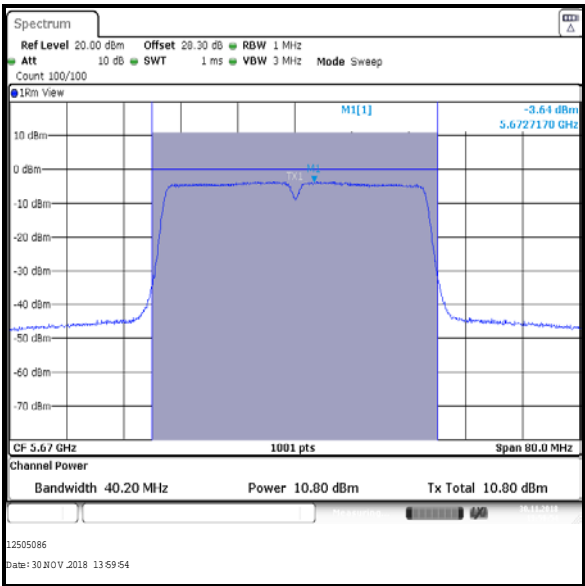 Spectrum
Ref Level 20.00 dBm Offset 28.30 dB RBW 1 MHz
Att 10 dB SWT 1 ms VBW 3 MHz Mode Sweep
Count 100/100
1Rm View
M1[1] -3.64 dBm
5.6727170 GHz
10 dBm
0 dBm
M1
TX1
-10 dBm
-20 dBm
-30 dBm
-40 dBm
-50 dBm
-60 dBm
-70 dBm
CF 5.67 GHz 1001 pts Span 80.0 MHz
Channel Power
Bandwidth 40.20 MHz Power 10.80 dBm Tx Total 10.80 dBm
Measuring 30.11.2018
12505086
Date: 30.NOV.2018 13:59:54